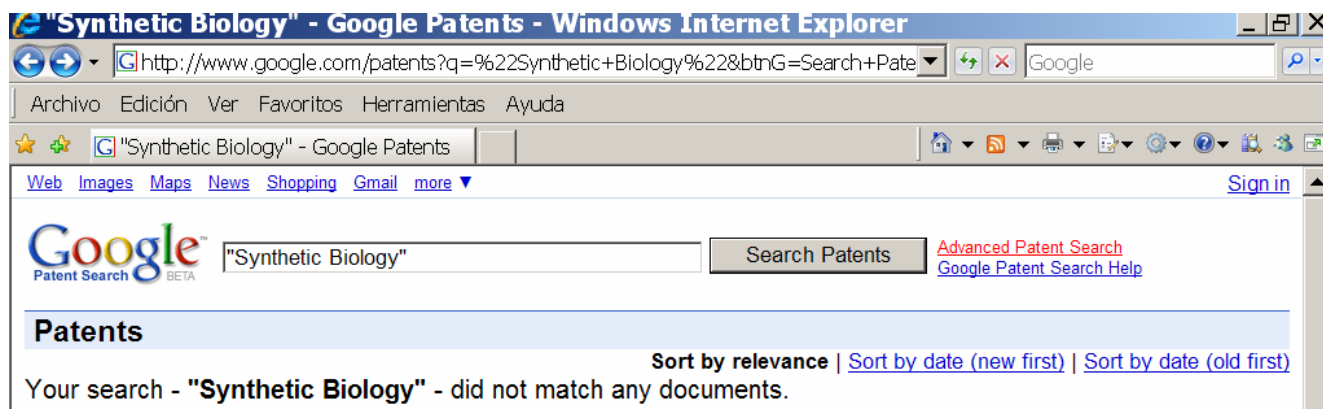 "Synthetic Biology" - Google Patents - Windows Internet Explorer
http://www.google.com/patents?q=%22Synthetic+Biology%22&btnG=Search+Pate Google
Archivo Edición Ver Favoritos Herramientas Ayuda
"Synthetic Biology" - Google Patents
Web Images Maps News Shopping Gmail more ▼ Sign in
Google™ "Synthetic Biology" Search Patents Advanced Patent Search
Patent Search BETA Google Patent Search Help
Patents
Sort by relevance | Sort by date (new first) | Sort by date (old first)
Your search - "Synthetic Biology" - did not match any documents.